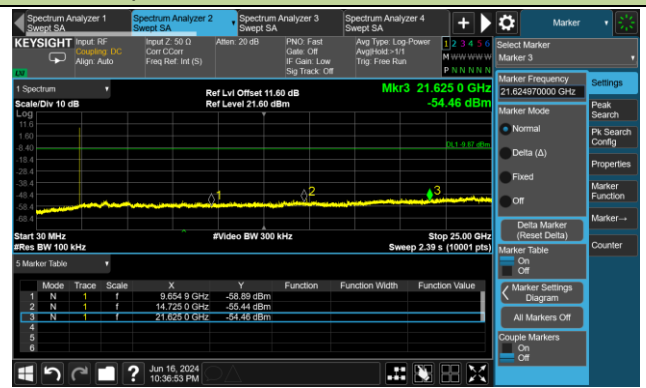 Spectrum Analyzer 1
Swept SA
Spectrum Analyzer 2
Swept SA
Spectrum Analyzer 3
Swept SA
Spectrum Analyzer 4
Swept SA
+
Marker
KEYSIGHT
Input: RF
Coupling: DC
Align: Auto
Input Z: 50 Ω
Corr CCorr
Freq Ref: Int (S)
Atten: 20 dB
PNO: Fast
Gate: Off
IF Gain: Low
Sig Track: Off
Avg Type: Log-Power
Avg|Hold:>1/1
Trig: Free Run
1 2 3 4 5 6
M W W W W W
P N N N N N
LW
Select Marker
Marker 3
1 Spectrum
Scale/Div 10 dB
Log
Ref Lvl Offset 11.60 dB
Ref Level 21.60 dBm
Mkr3 21.625 0 GHz
-54.46 dBm
11.6
1.60
-8.40
-18.4
-28.4
-38.4
-48.4
-58.4
-68.4
DL1 -9.87 dBm
1
2
3
Start 30 MHz
#Res BW 100 kHz
#Video BW 300 kHz
Stop 25.00 GHz
Sweep 2.39 s (10001 pts)
5 Marker Table
Mode Trace Scale X Y Function Function Width Function Value
1 N 1 f 9.654 9 GHz -58.89 dBm
2 N 1 f 14.725 0 GHz -55.44 dBm
3 N 1 f 21.625 0 GHz -54.46 dBm
4
5
6
Marker Frequency
21.624970000 GHz
Marker Mode
Normal
Delta (Δ)
Fixed
Off
Delta Marker
(Reset Delta)
Marker Table
On
Off
Marker Settings
Diagram
All Markers Off
Couple Markers
On
Off
Settings
Peak
Search
Pk Search
Config
Properties
Marker
Function
Marker→
Counter
?
Jun 16, 2024
10:36:53 PM